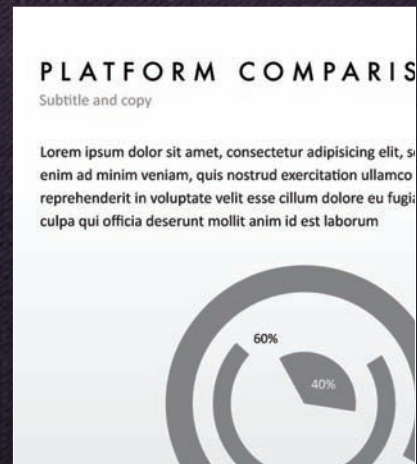 PLATFORM COMPARIS
Subtitle and copy
Lorem ipsum dolor sit amet, consectetur adipisicing elit, s
enim ad minim veniam, quis nostrud exercitation ullamco
reprehenderit in voluptate velit esse cillum dolore eu fugia
culpa qui officia deserunt mollit anim id est laborum
60%
40%